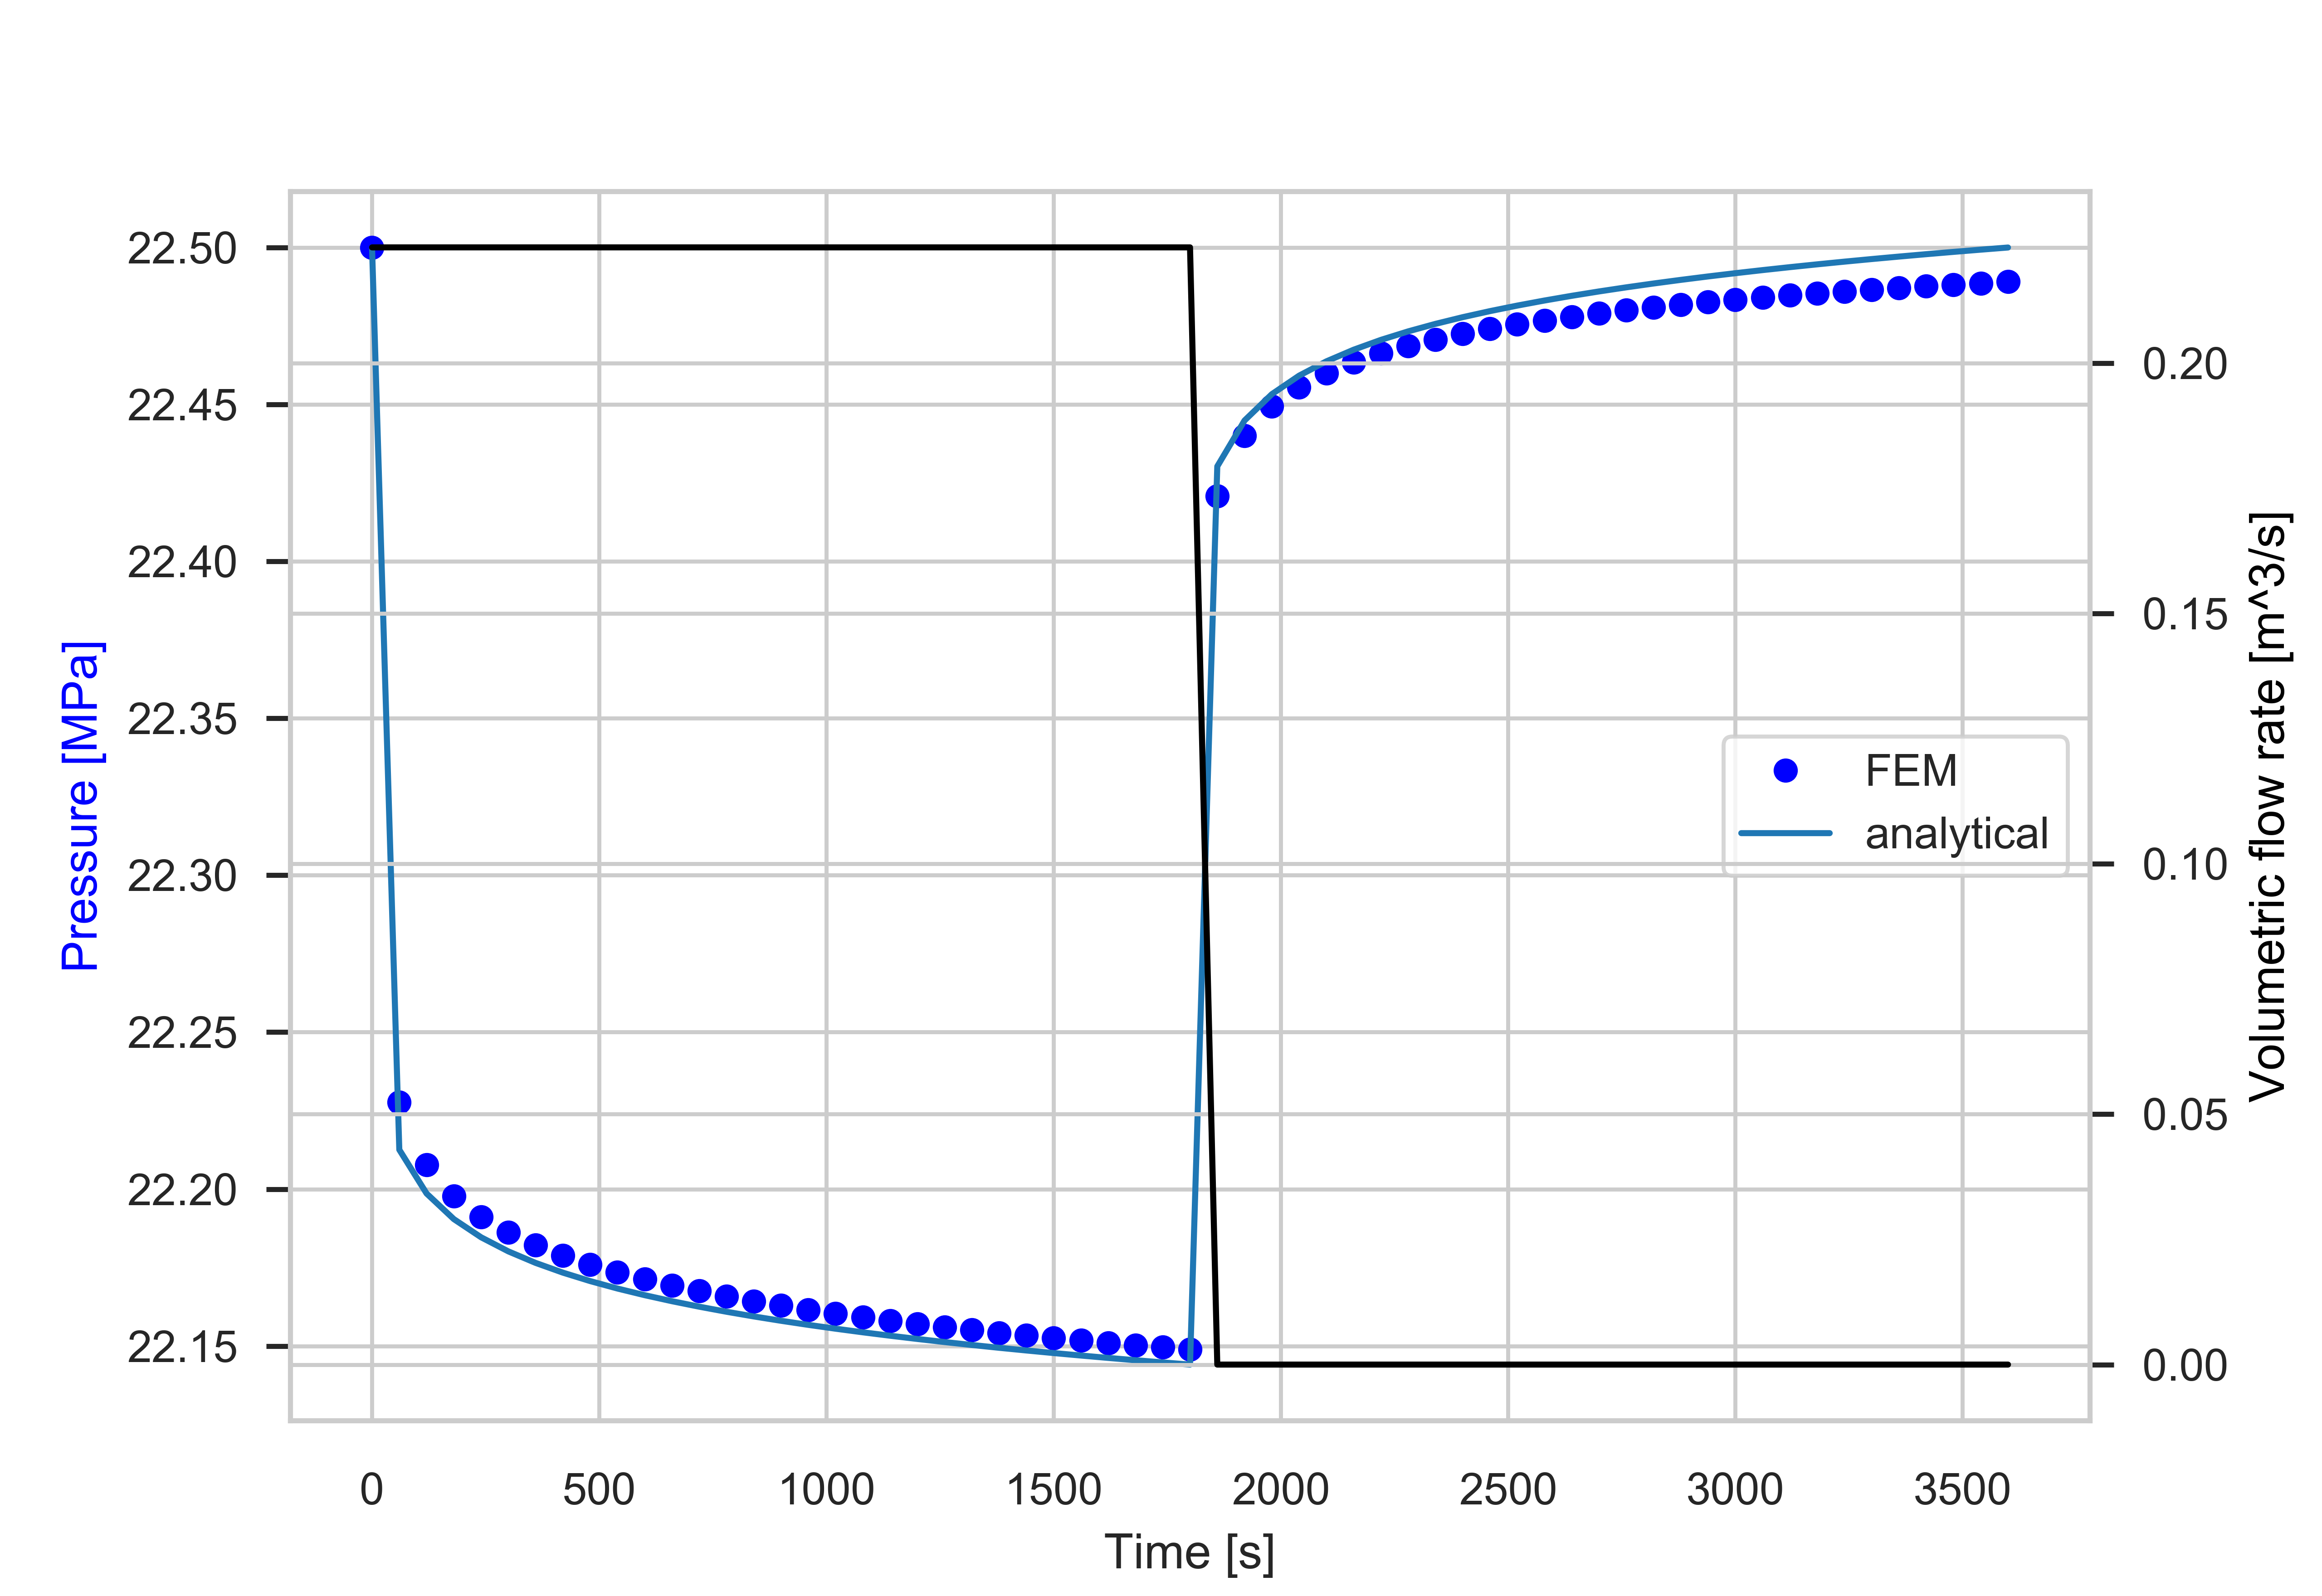 22.50
22.45
22.40
22.35
22.30
22.25
22.20
22.15
Pressure [MPa]
0.20
0.15
0.10
0.05
0.00
Volumetric flow rate [m^3/s]
FEM
analytical
0 500 1000 1500 2000 2500 3000 3500
Time [s]